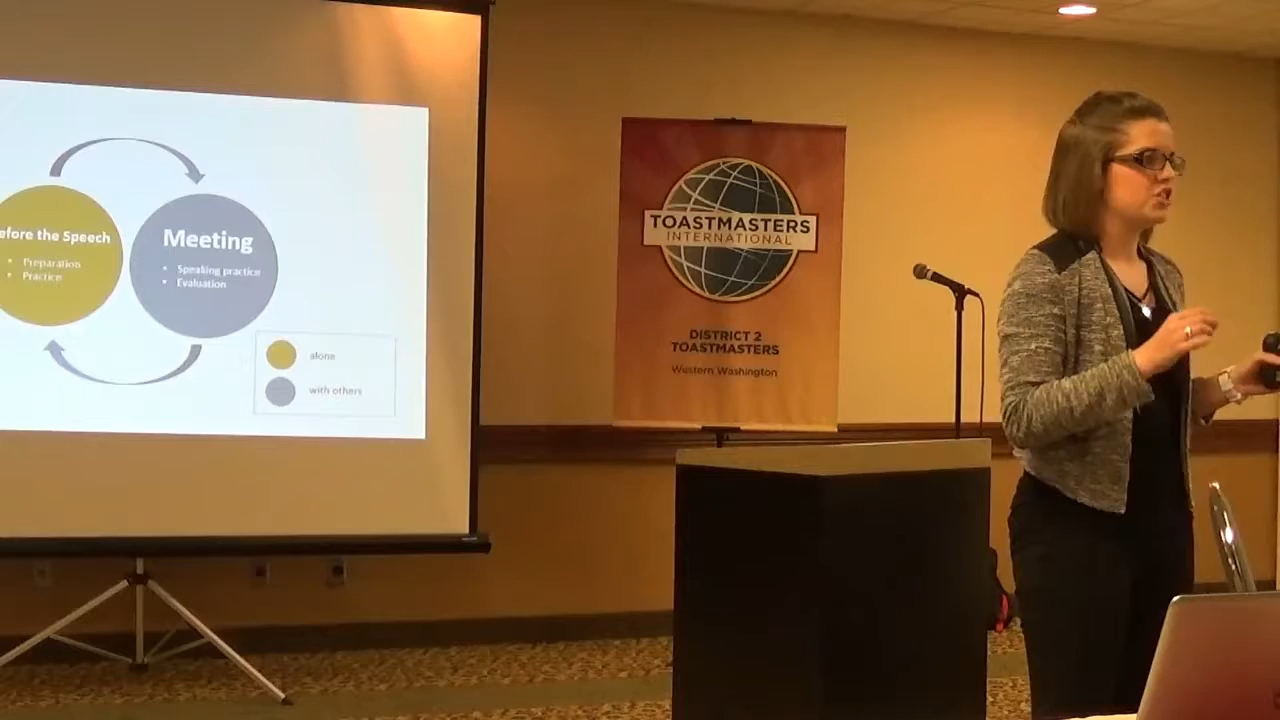 efore the Speech
• Preparation
• Practice
Meeting
• Speaking practice
• Evaluation
alone
with others
TOASTMASTERS
INTERNATIONAL
DISTRICT 2
TOASTMASTERS
Western Washington